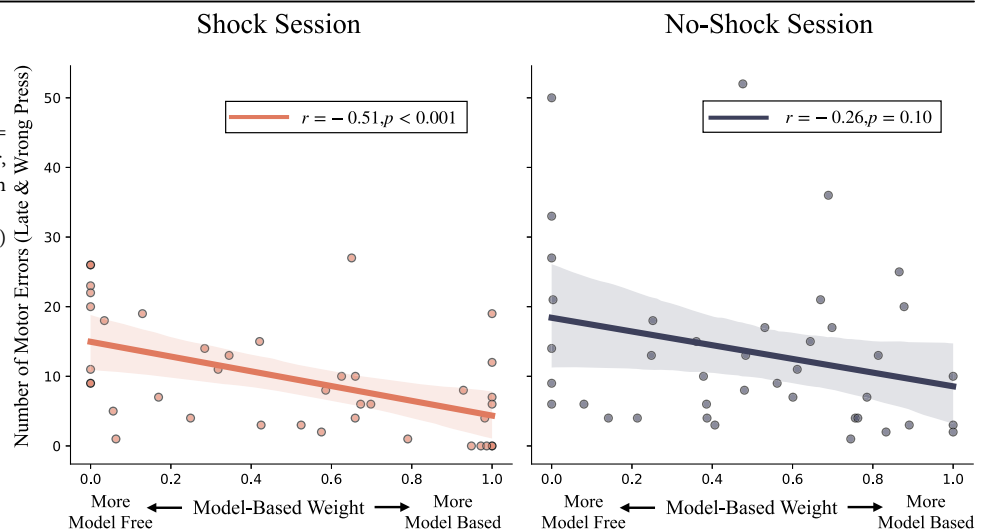 Shock Session
No-Shock Session
Number of Motor Errors (Late & Wrong Press)
50
40
30
20
10
0
r = − 0.51,p < 0.001
r = − 0.26,p = 0.10
0.0 0.2 0.4 0.6 0.8 1.0
0.0 0.2 0.4 0.6 0.8 1.0
More Model-Based Weight More
Model Free Model Based
More Model-Based Weight More
Model Free Model Based